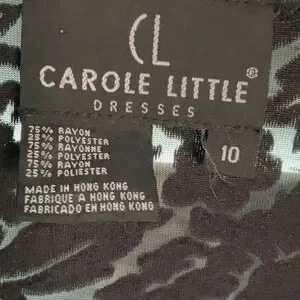 CL
CAROLE LITTLE®
DRESSES
75% RAYON
25% POLYESTER
75% RAYONNE
25% POLYESTER
75% RAYON
25% POLIESTER
MADE IN HONG KONG
FABRIQUE A HONG KONG
FABRICADO EN HONG KONG
10